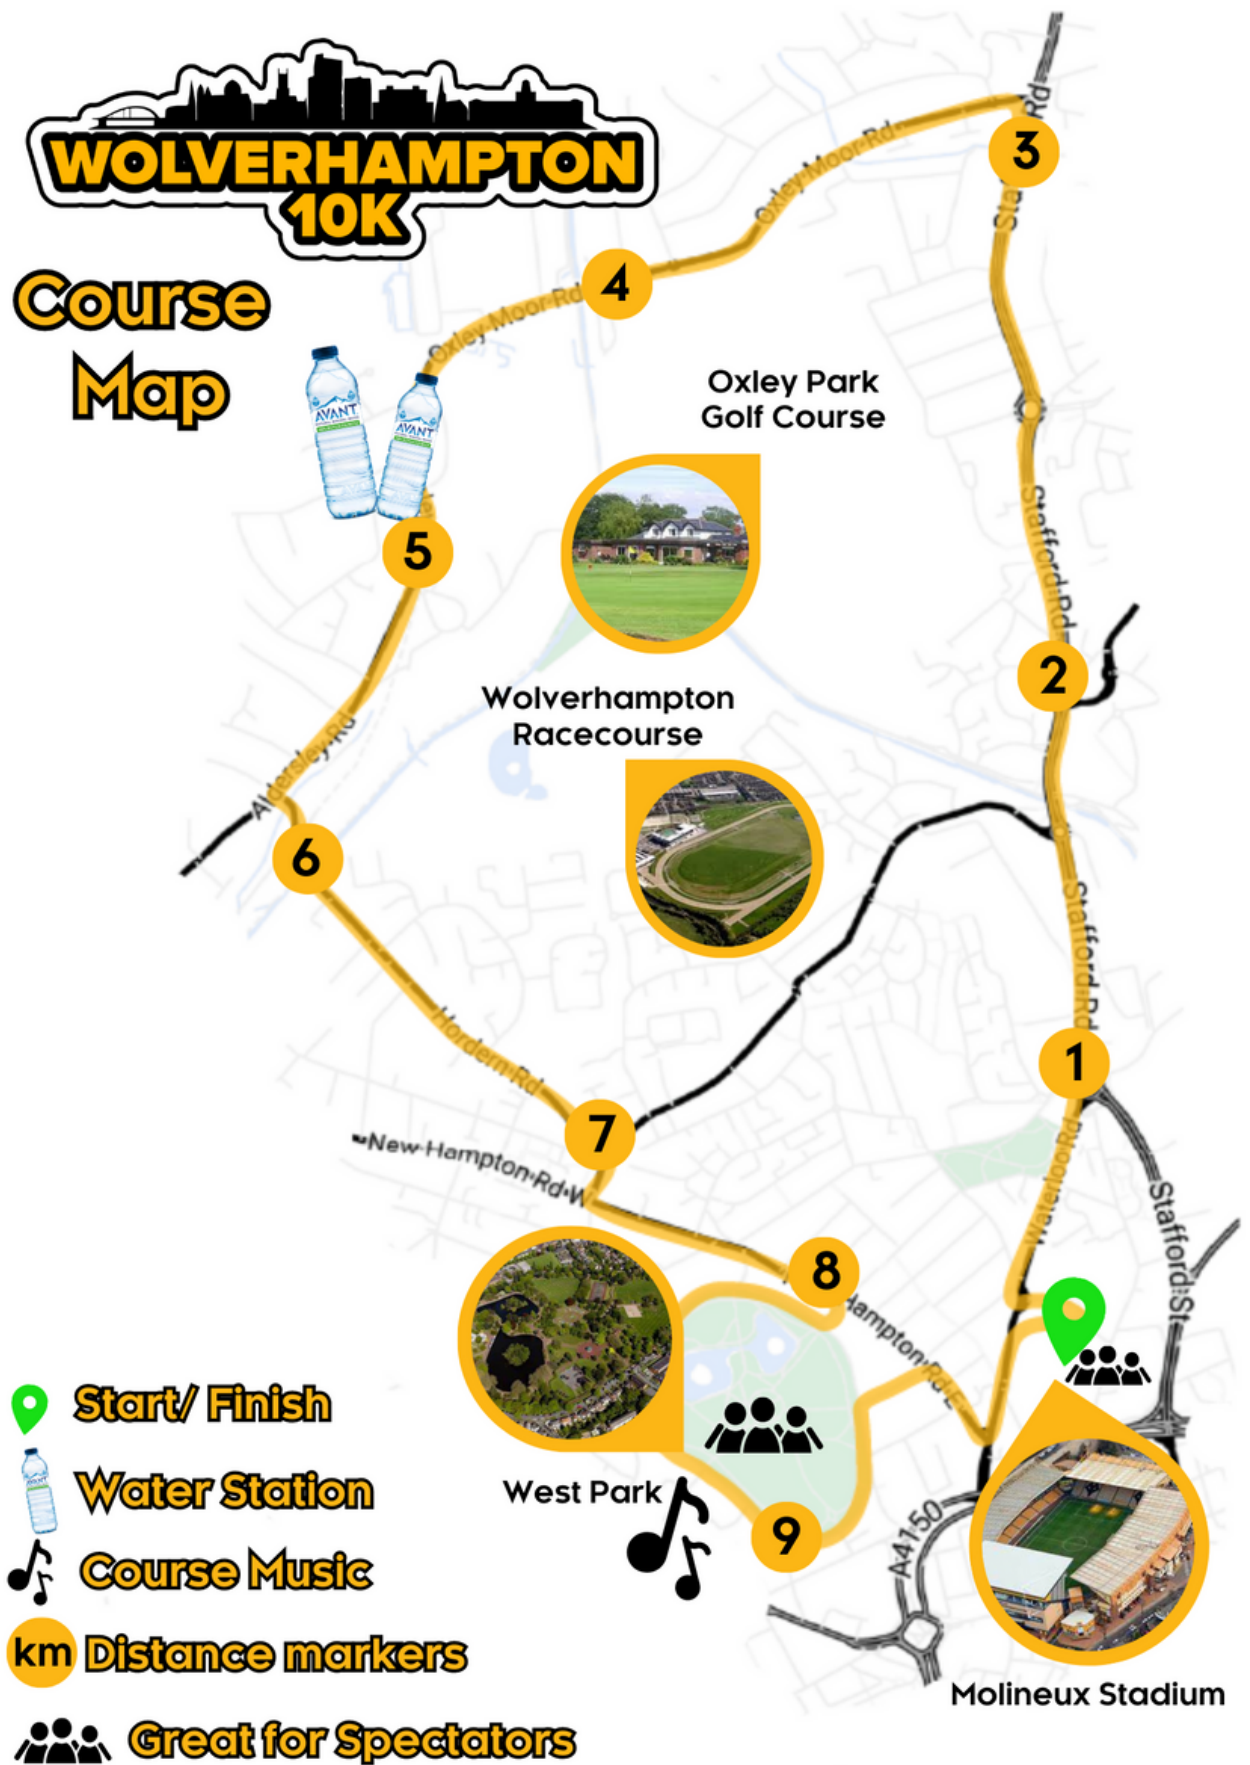 WOLVERHAMPTON
10K
Course
Map
Rd
3
Oxley Moor Rd
4
Oxley Moor Rd
AVANT
AVANT
Oxley Park
Golf Course
5
Stafford Rd
2
Wolverhampton
Racecourse
Aldersley Rd
6
Stafford Rd
Hordern Rd
1
7
New Hampton Rd W
Waterloo Rd
Stafford St
8
Hampton Rd E
9
West Park
A4150
Molineux Stadium
Start/ Finish
Water Station
Course Music
km Distance markers
Great for Spectators